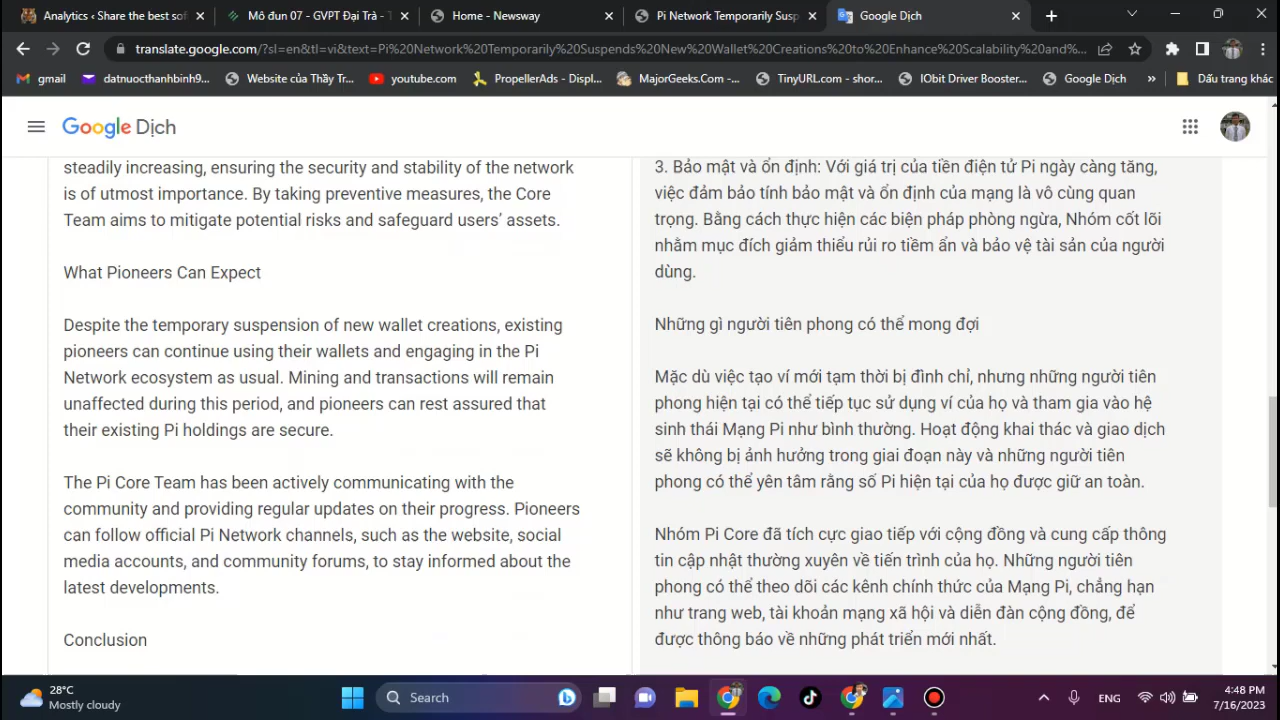 Analytics ‹ Share the best sof
Mô đun 07 - GVPT Đại Trà - T
Home - Newsway
Pi Network Temporarily Susp
Google Dịch
translate.google.com/?sl=en&tl=vi&text=Pi%20Network%20Temporarily%20Suspends%20New%20Wallet%20Creations%20to%20Enhance%20Scalability%20and%...
gmail
datnuocthanhbinh9...
Website của Thầy Tr...
youtube.com
PropellerAds - Displ...
MajorGeeks.Com -...
TinyURL.com - shor...
IObit Driver Booster...
Google Dịch
»
Dấu trang khác
Google Dịch
steadily increasing, ensuring the security and stability of the network
is of utmost importance. By taking preventive measures, the Core
Team aims to mitigate potential risks and safeguard users’ assets.
What Pioneers Can Expect
Despite the temporary suspension of new wallet creations, existing
pioneers can continue using their wallets and engaging in the Pi
Network ecosystem as usual. Mining and transactions will remain
unaffected during this period, and pioneers can rest assured that
their existing Pi holdings are secure.
The Pi Core Team has been actively communicating with the
community and providing regular updates on their progress. Pioneers
can follow official Pi Network channels, such as the website, social
media accounts, and community forums, to stay informed about the
latest developments.
Conclusion
3. Bảo mật và ổn định: Với giá trị của tiền điện tử Pi ngày càng tăng,
việc đảm bảo tính bảo mật và ổn định của mạng là vô cùng quan
trọng. Bằng cách thực hiện các biện pháp phòng ngừa, Nhóm cốt lõi
nhằm mục đích giảm thiểu rủi ro tiềm ẩn và bảo vệ tài sản của người
dùng.
Những gì người tiên phong có thể mong đợi
Mặc dù việc tạo ví mới tạm thời bị đình chỉ, nhưng những người tiên
phong hiện tại có thể tiếp tục sử dụng ví của họ và tham gia vào hệ
sinh thái Mạng Pi như bình thường. Hoạt động khai thác và giao dịch
sẽ không bị ảnh hưởng trong giai đoạn này và những người tiên
phong có thể yên tâm rằng số Pi hiện tại của họ được giữ an toàn.
Nhóm Pi Core đã tích cực giao tiếp với cộng đồng và cung cấp thông
tin cập nhật thường xuyên về tiến trình của họ. Những người tiên
phong có thể theo dõi các kênh chính thức của Mạng Pi, chẳng hạn
như trang web, tài khoản mạng xã hội và diễn đàn cộng đồng, để
được thông báo về những phát triển mới nhất.
28°C
Mostly cloudy
Search
ENG
4:48 PM
7/16/2023